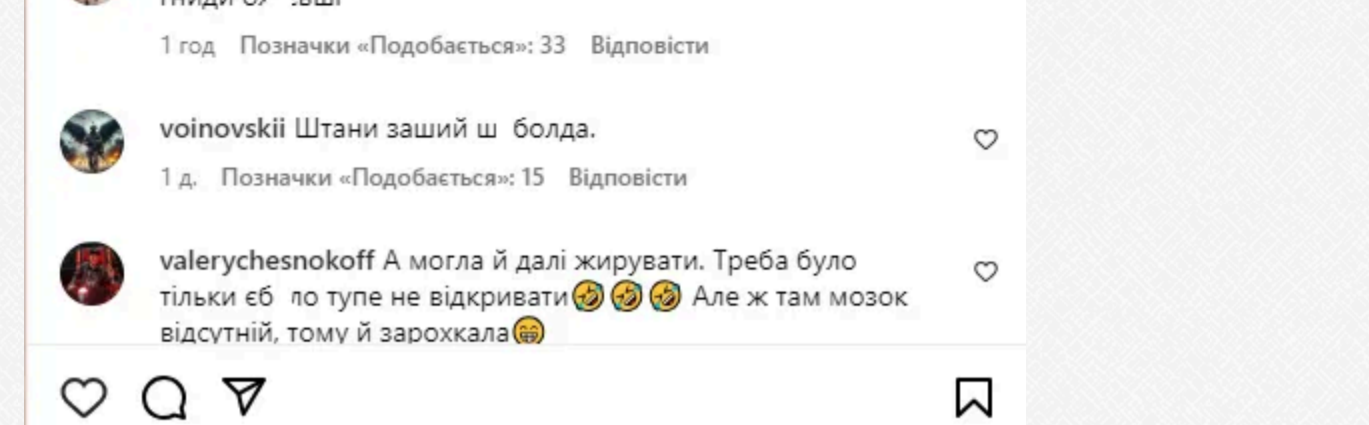 1 год Позначки «Подобається»: 33 Відповісти
voinovskii Штани заший ш болда.
1 д. Позначки «Подобається»: 15 Відповісти
valerychesnokoff А могла й далі жирувати. Треба було
тільки єб ло тупе не відкривати🤣🤣🤣 Але ж там мозок
відсутній, тому й зарохкала😁